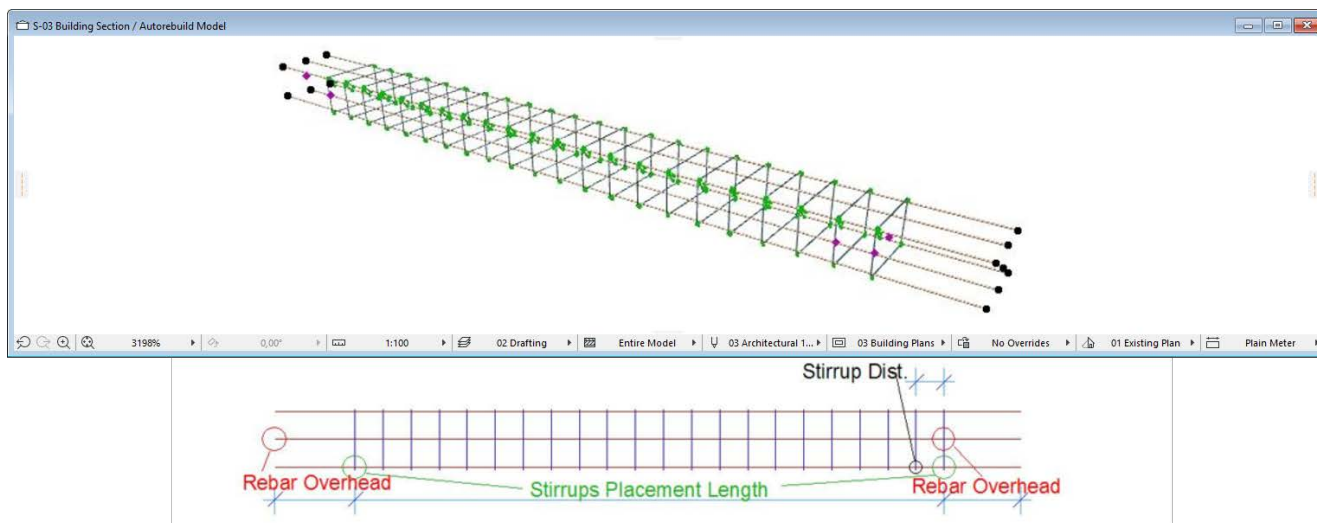 S-03 Building Section / Autorebuild Model
3198% 0,00° 1:100 02 Drafting Entire Model 03 Architectural 1... 03 Building Plans No Overrides 01 Existing Plan Plain Meter
Stirrup Dist.
Rebar Overhead Stirrups Placement Length Rebar Overhead